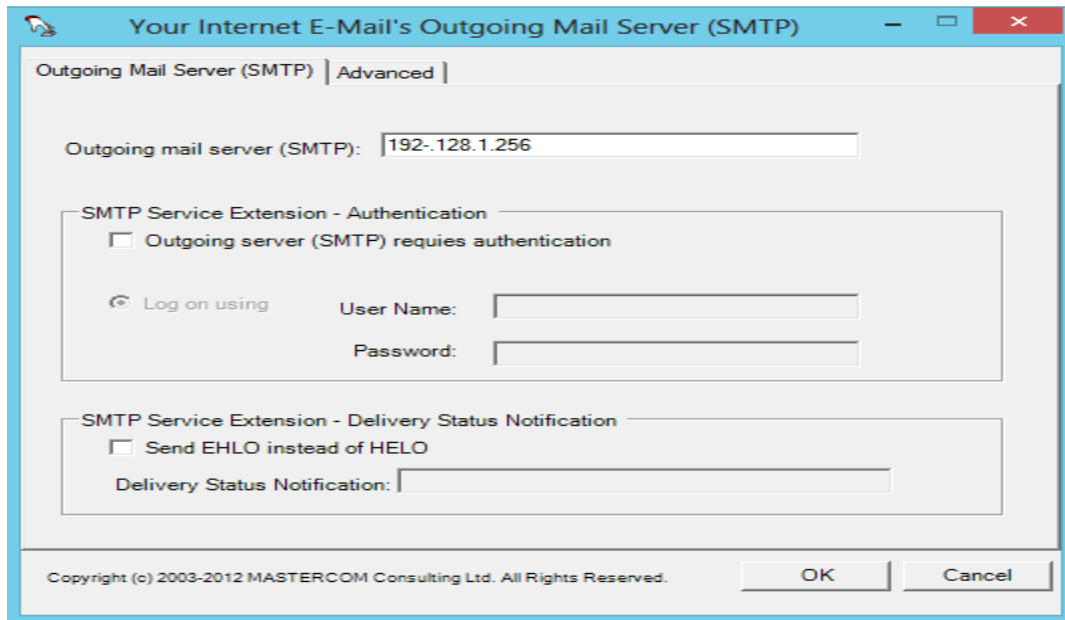 Your Internet E-Mail's Outgoing Mail Server (SMTP)
Outgoing Mail Server (SMTP) Advanced
Outgoing mail server (SMTP): 192-.128.1.256
SMTP Service Extension - Authentication
Outgoing server (SMTP) requies authentication
Log on using User Name:
Password:
SMTP Service Extension - Delivery Status Notification
Send EHLO instead of HELO
Delivery Status Notification:
Copyright (c) 2003-2012 MASTERCOM Consulting Ltd. All Rights Reserved. OK Cancel